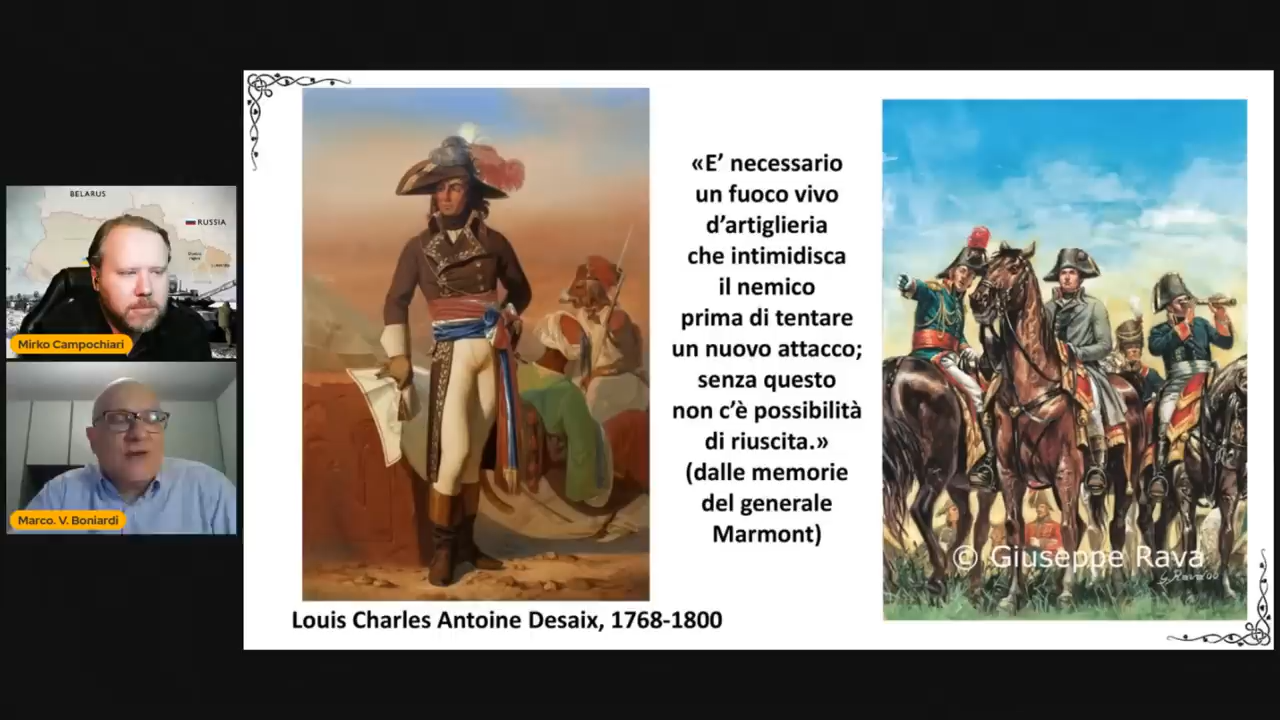 BELARUS
RUSSIA
Mirko Campochiari
Marco. V. Boniardi
«E’ necessario
un fuoco vivo
d’artiglieria
che intimidisca
il nemico
prima di tentare
un nuovo attacco;
senza questo
non c’è possibilità
di riuscita.»
(dalle memorie
del generale
Marmont)
Louis Charles Antoine Desaix, 1768-1800
© Giuseppe Rava